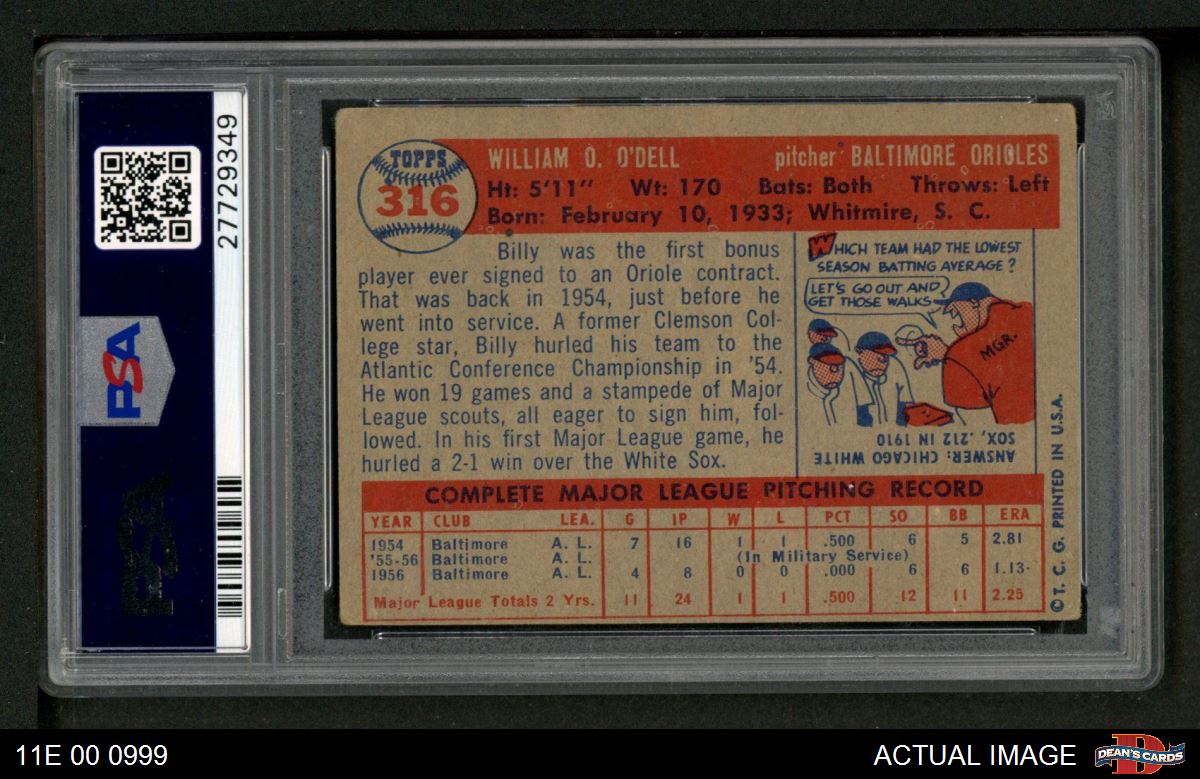 27729349
PSA
TOPPS
316
WILLIAM O. O'DELL pitcher BALTIMORE ORIOLES
Ht: 5'11" Wt: 170 Bats: Both Throws: Left
Born: February 10, 1933; Whitmire, S. C.
Billy was the first bonus
player ever signed to an Oriole contract.
That was back in 1954, just before he
went into service. A former Clemson Col-
lege star, Billy hurled his team to the
Atlantic Conference Championship in '54.
He won 19 games and a stampede of Major
League scouts, all eager to sign him, fol-
lowed. In his first Major League game, he
hurled a 2-1 win over the White Sox.
WHICH TEAM HAD THE LOWEST
SEASON BATTING AVERAGE?
LET'S GO OUT AND
GET THOSE WALKS
MGR.
ANSWER: CHICAGO WHITE
SOX, .212 IN 1910
COMPLETE MAJOR LEAGUE PITCHING RECORD
YEAR CLUB LEA. G IP W L PCT SO BB ERA
1954 Baltimore A. L. 7 16 1 1 .500 6 5 2.81
'55-56 Baltimore A. L. (In Military Service)
1956 Baltimore A. L. 4 8 0 0 .000 6 6 1.13
Major League Totals 2 Yrs. 11 24 1 1 .500 12 11 2.25
© T. C. G. PRINTED IN U.S.A.
PSA
11E 00 0999
ACTUAL IMAGE
D
DEAN'S CARDS